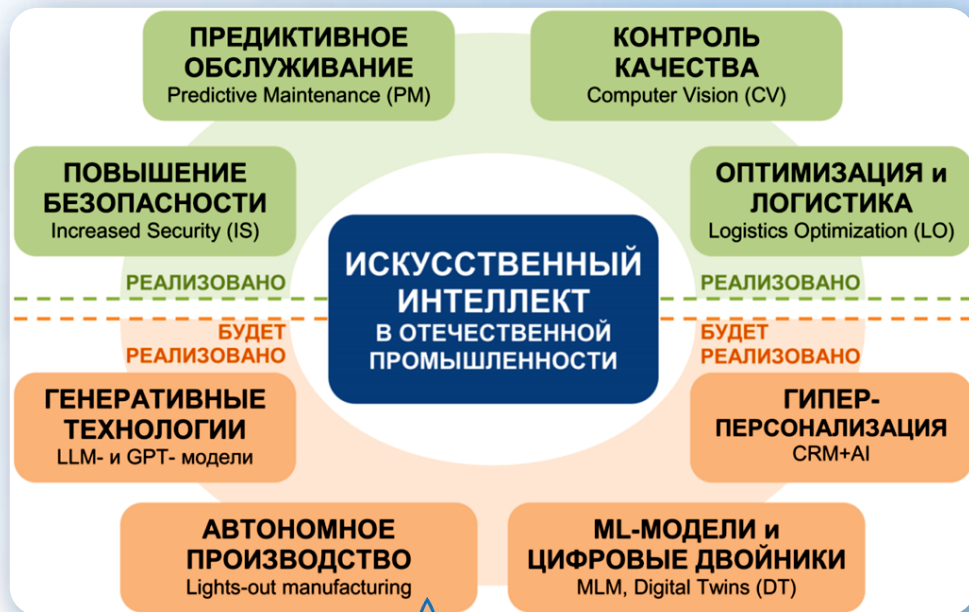 ПРЕДИКТИВНОЕ
ОБСЛУЖИВАНИЕ
Predictive Maintenance (PM)
КОНТРОЛЬ
КАЧЕСТВА
Computer Vision (CV)
ПОВЫШЕНИЕ
БЕЗОПАСНОСТИ
Increased Security (IS)
ОПТИМИЗАЦИЯ и
ЛОГИСТИКА
Logistics Optimization (LO)
ИСКУССТВЕННЫЙ
ИНТЕЛЛЕКТ
В ОТЕЧЕСТВЕННОЙ
ПРОМЫШЛЕННОСТИ
РЕАЛИЗОВАНО
РЕАЛИЗОВАНО
БУДЕТ
РЕАЛИЗОВАНО
БУДЕТ
РЕАЛИЗОВАНО
ГЕНЕРАТИВНЫЕ
ТЕХНОЛОГИИ
LLM- и GPT- модели
ГИПЕР-
ПЕРСОНАЛИЗАЦИЯ
CRM+AI
АВТОНОМНОЕ
ПРОИЗВОДСТВО
Lights-out manufacturing
ML-МОДЕЛИ и
ЦИФРОВЫЕ ДВОЙНИКИ
MLM, Digital Twins (DT)